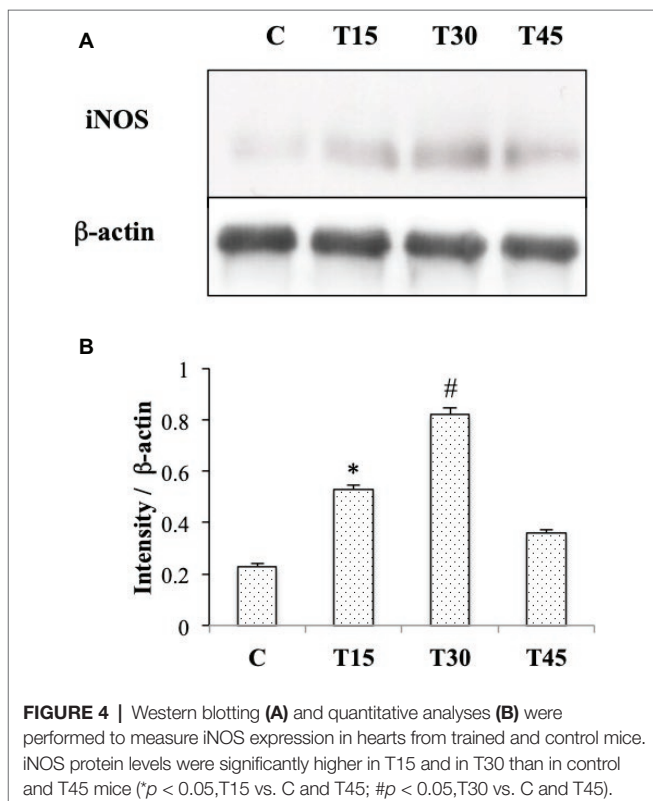 A
C T15 T30 T45
iNOS
β-actin
B
Intensity / β-actin
1
0.8
0.6
0.4
0.2
0
*
#
C T15 T30 T45
FIGURE 4 | Western blotting (A) and quantitative analyses (B) were
performed to measure iNOS expression in hearts from trained and control mice.
iNOS protein levels were significantly higher in T15 and in T30 than in control
and T45 mice (*p < 0.05,T15 vs. C and T45; #p < 0.05,T30 vs. C and T45).